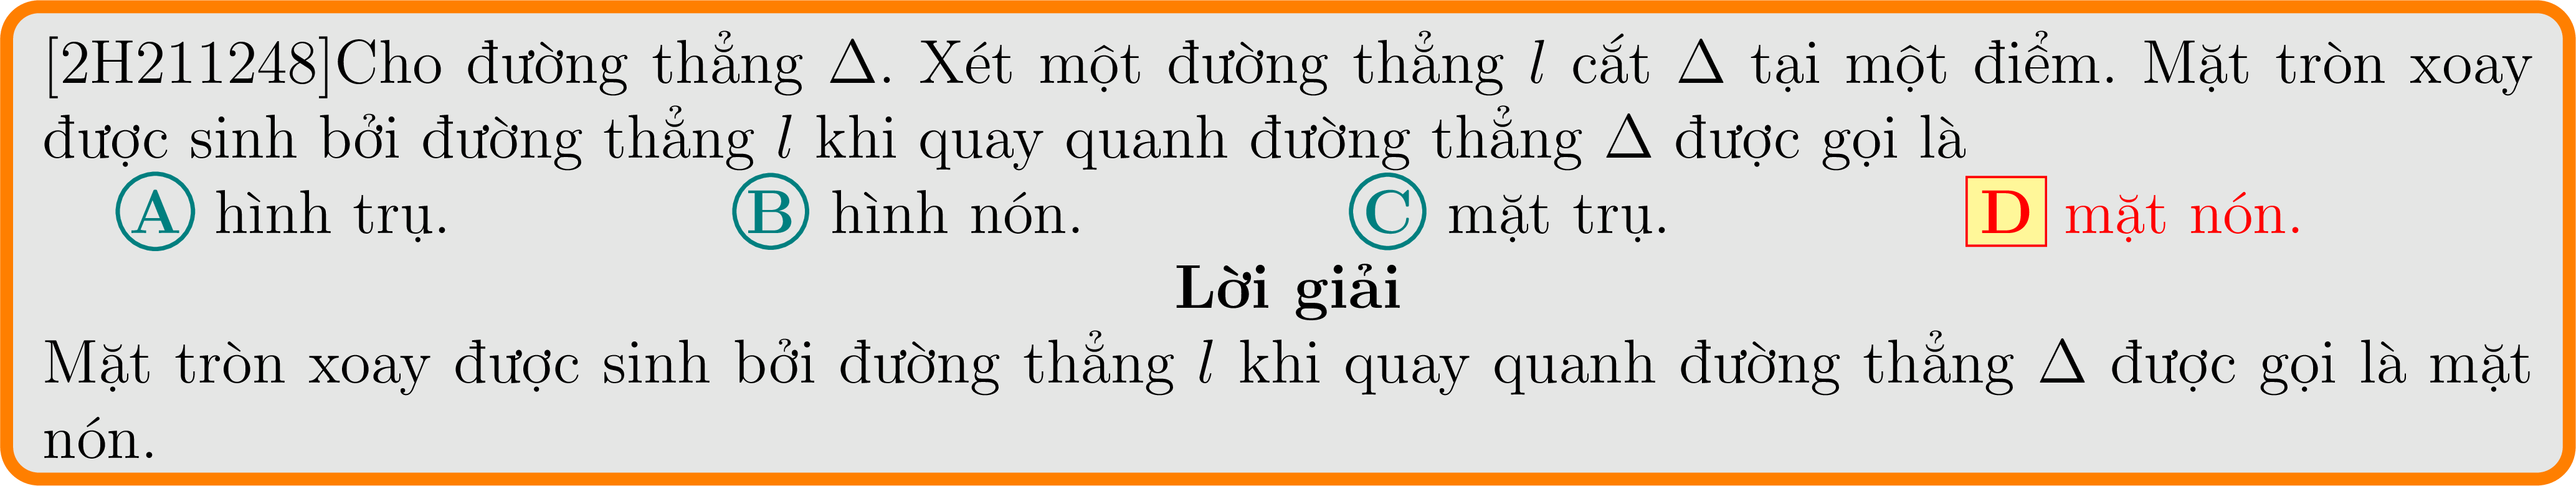 [2H211248]Cho đường thẳng Δ. Xét một đường thẳng l cắt Δ tại một điểm. Mặt tròn xoay
được sinh bởi đường thẳng l khi quay quanh đường thẳng Δ được gọi là
A hình trụ. B hình nón. C mặt trụ. D mặt nón.
Lời giải
Mặt tròn xoay được sinh bởi đường thẳng l khi quay quanh đường thẳng Δ được gọi là mặt
nón.